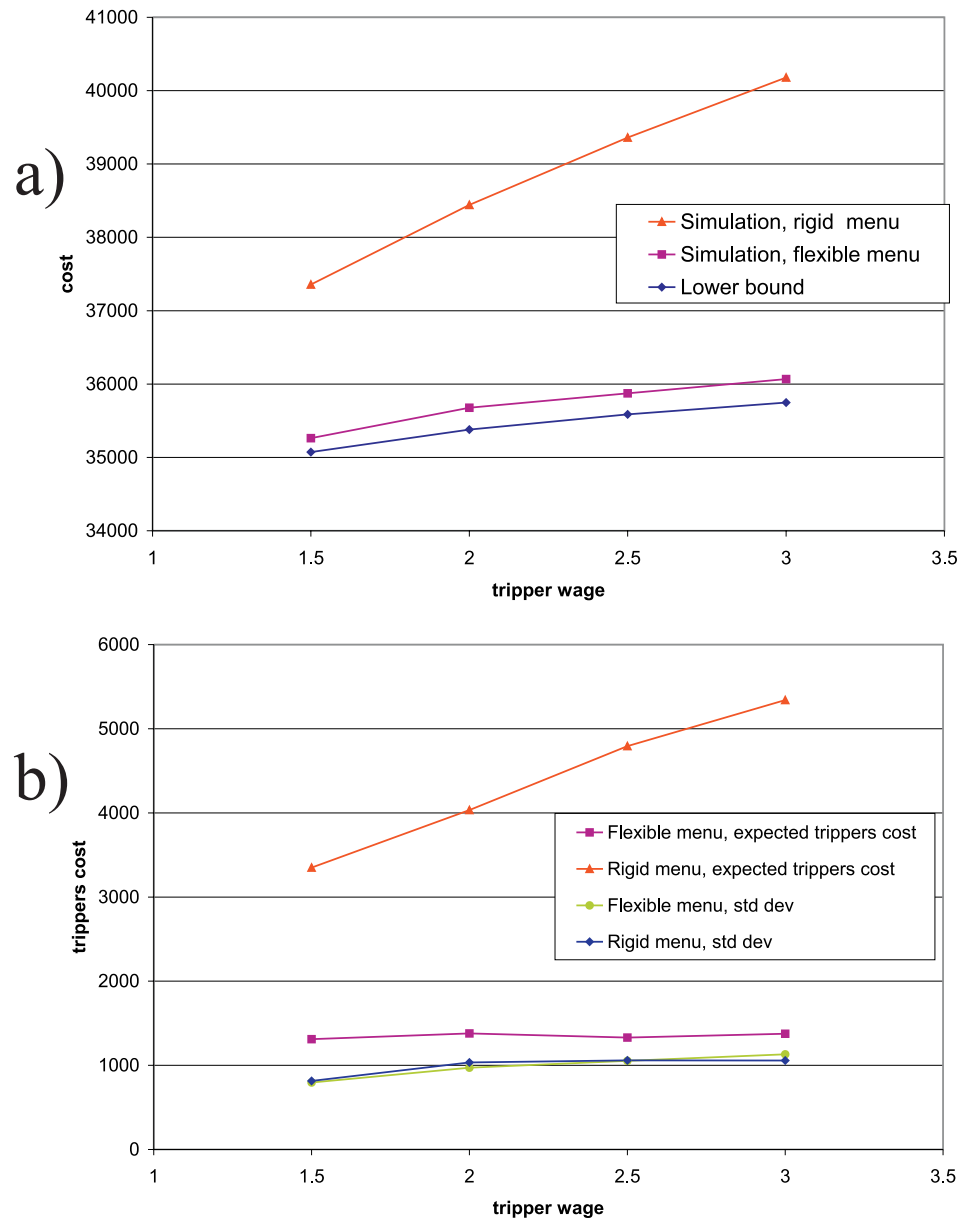 a)
41000
40000
39000
38000
37000
36000
35000
34000
cost
Simulation, rigid menu
Simulation, flexible menu
Lower bound
1 1.5 2 2.5 3 3.5
tripper wage
b)
6000
5000
4000
3000
2000
1000
0
trippers cost
Flexible menu, expected trippers cost
Rigid menu, expected trippers cost
Flexible menu, std dev
Rigid menu, std dev
1 1.5 2 2.5 3 3.5
tripper wage